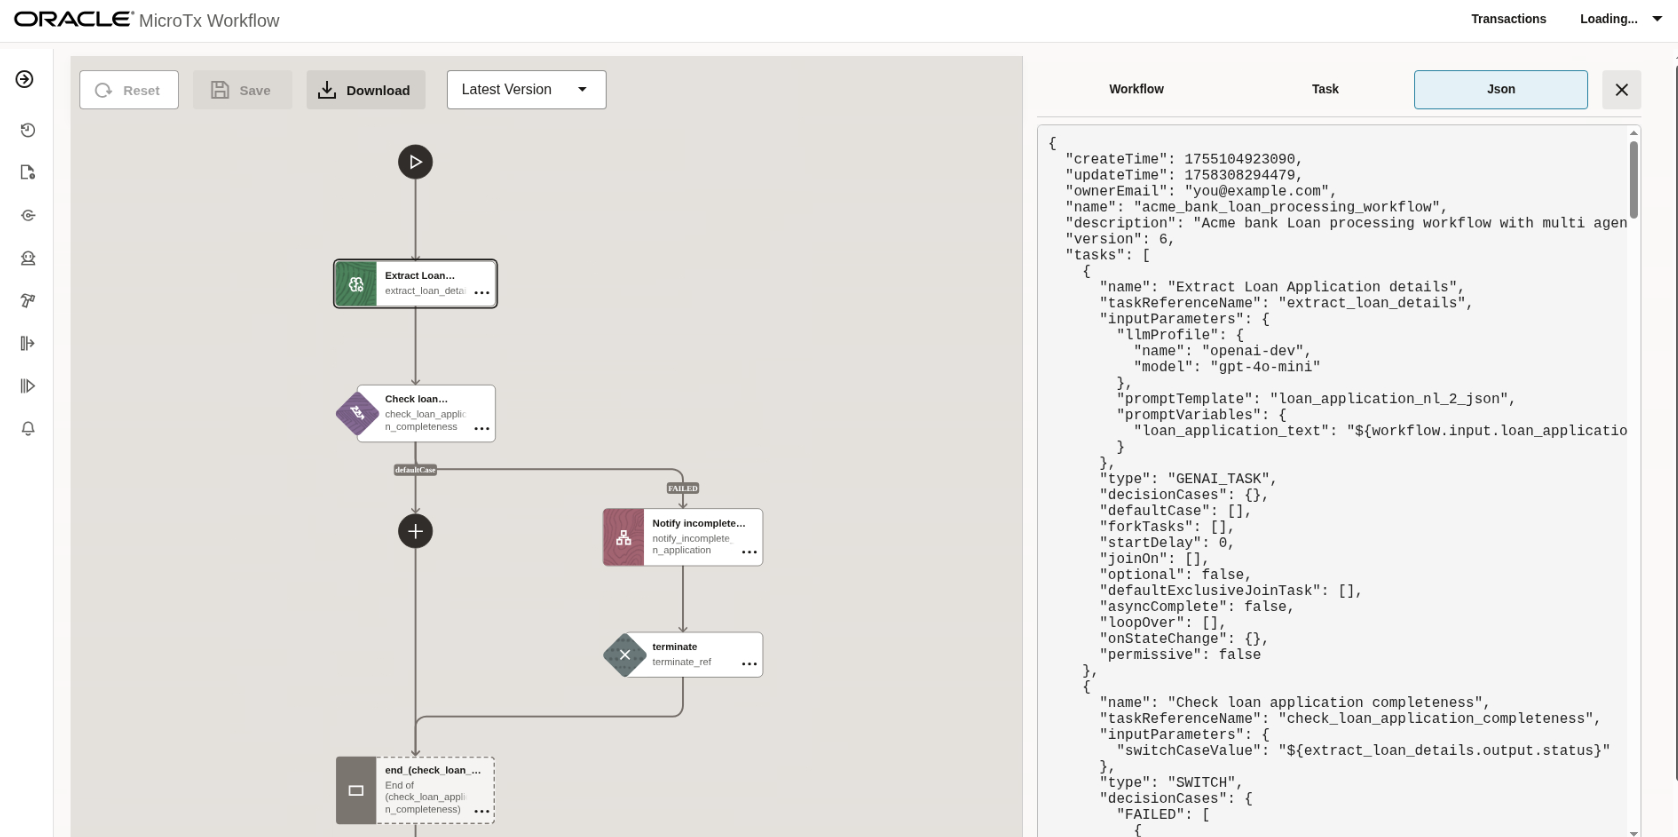 ORACLE® MicroTx Workflow
Transactions
Loading...
Reset
Save
Download
Latest Version
Extract Loan...
extract_loan_detai
Check loan...
check_loan_applic
n_completeness
defaultCase
FAILED
Notify incomplete...
notify_incomplete_
n_application
terminate
terminate_ref
end_(check_loan_...
End of
(check_loan_appli
n_completeness)
Workflow
Task
Json
{
"createTime": 1755104923090,
"updateTime": 1758308294479,
"ownerEmail": "you@example.com",
"name": "acme_bank_loan_processing_workflow",
"description": "Acme bank Loan processing workflow with multi agen
"version": 6,
"tasks": [
{
"name": "Extract Loan Application details",
"taskReferenceName": "extract_loan_details",
"inputParameters": {
"llmProfile": {
"name": "openai-dev",
"model": "gpt-4o-mini"
},
"promptTemplate": "loan_application_nl_2_json",
"promptVariables": {
"loan_application_text": "${workflow.input.loan_applicatio
}
},
"type": "GENAI_TASK",
"decisionCases": {},
"defaultCase": [],
"forkTasks": [],
"startDelay": 0,
"joinOn": [],
"optional": false,
"defaultExclusiveJoinTask": [],
"asyncComplete": false,
"loopOver": [],
"onStateChange": {},
"permissive": false
},
{
"name": "Check loan application completeness",
"taskReferenceName": "check_loan_application_completeness",
"inputParameters": {
"switchCaseValue": "${extract_loan_details.output.status}"
},
"type": "SWITCH",
"decisionCases": {
"FAILED": [
{